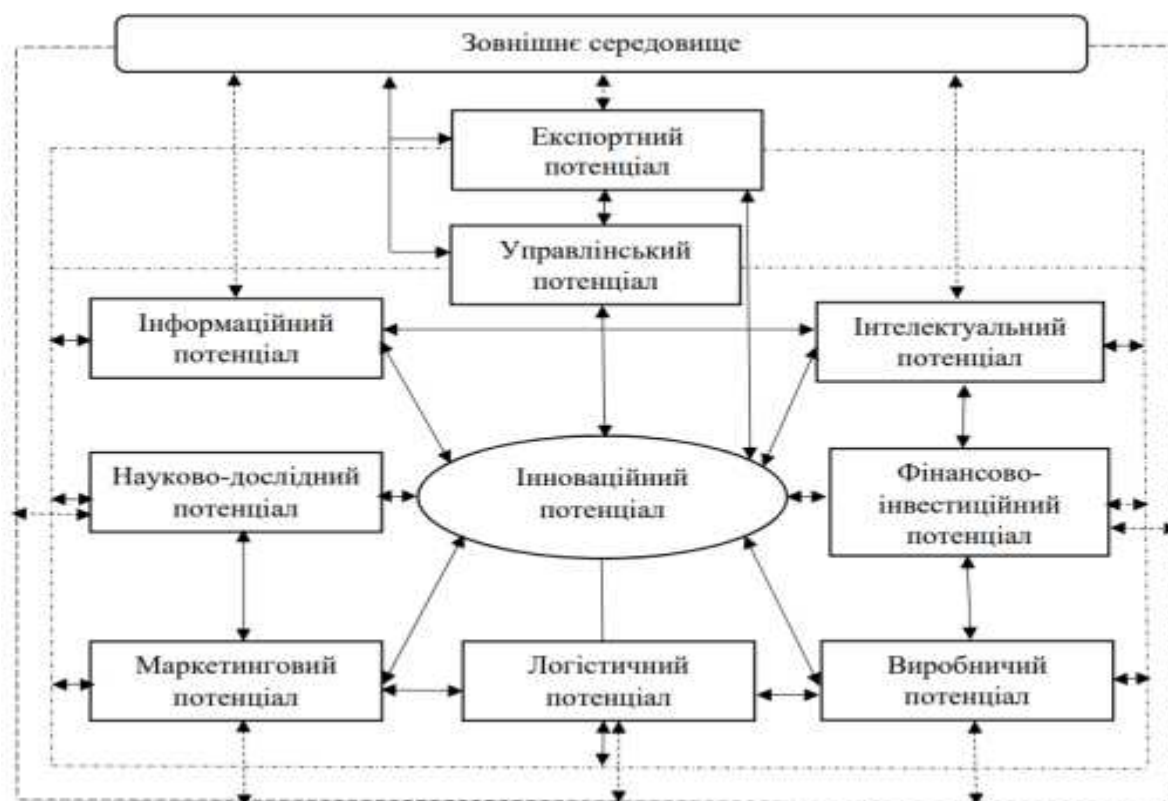 Зовнішнє середовище
Експортний
потенціал
Управлінський
потенціал
Інформаційний
потенціал
Інтелектуальний
потенціал
Науково-дослідний
потенціал
Інноваційний
потенціал
Фінансово-
інвестиційний
потенціал
Маркетинговий
потенціал
Логістичний
потенціал
Виробничий
потенціал